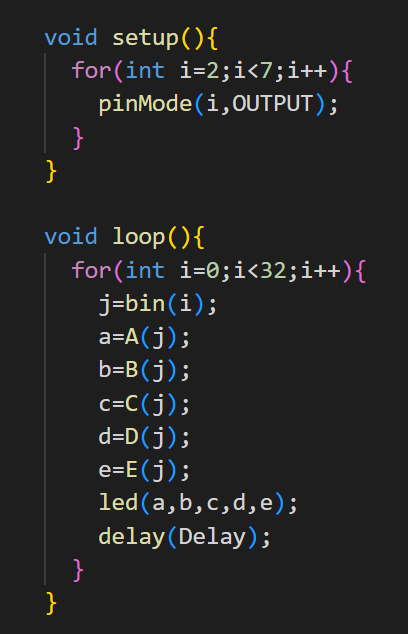 void setup(){
  for(int i=2;i<7;i++){
    pinMode(i,OUTPUT);
  }
}

void loop(){
  for(int i=0;i<32;i++){
    j=bin(i);
    a=A(j);
    b=B(j);
    c=C(j);
    d=D(j);
    e=E(j);
    led(a,b,c,d,e);
    delay(Delay);
  }
}